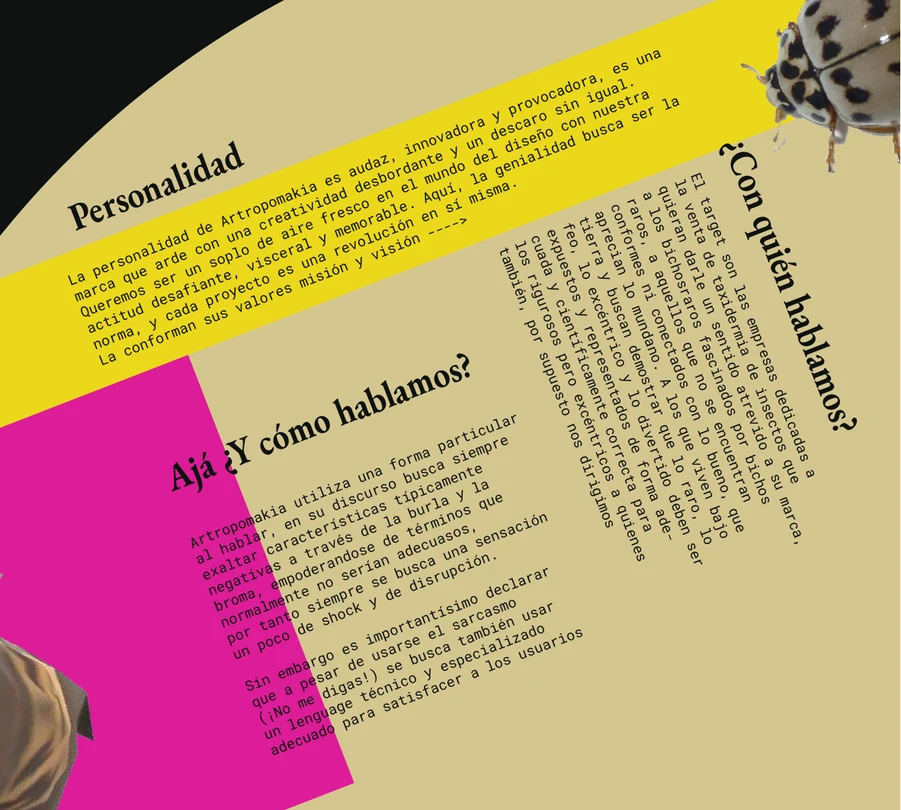 Personalidad
La personalidad de Artropomakia es audaz, innovadora y provocadora, es una
marca que arde con una creatividad desbordante y un descaro sin igual.
Queremos ser un soplo de aire fresco en el mundo del diseño con nuestra
actitud desafiante, visceral y memorable. Aquí, la genialidad busca ser la
norma, y cada proyecto es una revolución en sí misma.
La conforman sus valores misión y visión ---->
¿Con quién hablamos?
El target son las empresas dedicadas a
la venta de taxidermia de insectos que
quieran darle un sentido atrevido a su marca,
a los bichosraros fascinados por bichos
raros, a aquellos que no se encuentran
conformes ni conectados con lo bueno, que
aprecian lo mundano. A los que viven bajo
tierra y buscan demostrar que lo raro, lo
feo, lo excéntrico y lo divertido deben ser
expuestos y representados de forma ade-
cuada y científicamente correcta para
los rigurosos pero excéntricos a quienes
también, por supuesto nos dirigimos
Ajá ¿Y cómo hablamos?
Artropomakia utiliza una forma particular
al hablar, en su discurso busca siempre
exaltar características típicamente
negativas a través de la burla y la
broma, empoderandose de términos que
normalmente no serían adecuasos,
por tanto siempre se busca una sensación
un poco de shock y de disrupción.
Sin embargo es importantísimo declarar
que a pesar de usarse el sarcasmo
(¡No me digas!) se busca también usar
un lenguage técnico y especializado
adecuado para satisfacer a los usuarios